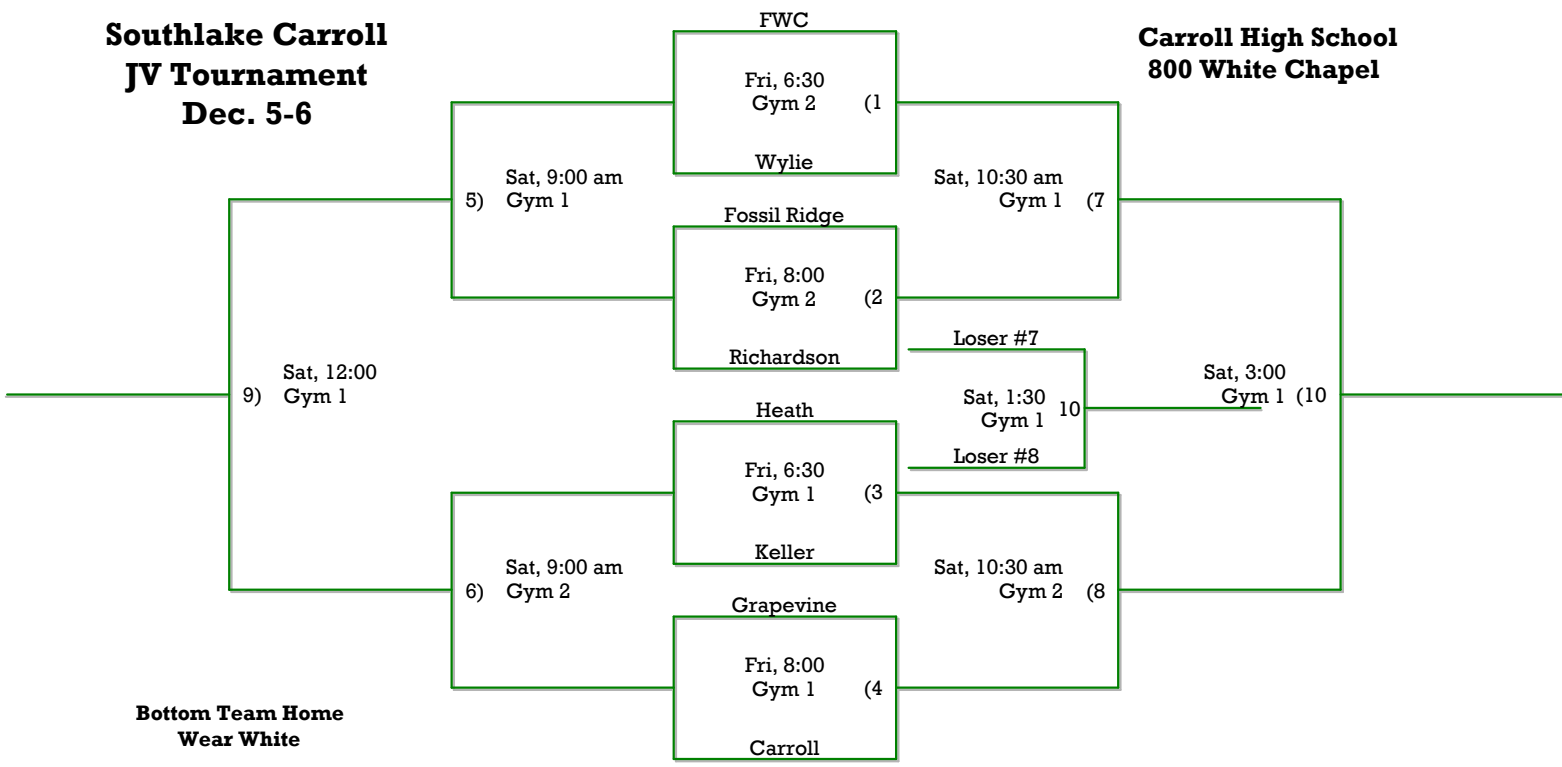 Southlake Carroll
JV Tournament
Dec. 5-6
Carroll High School
800 White Chapel
FWC
Fri, 6:30
Gym 2 (1
Wylie
Sat, 9:00 am
5) Gym 1
Sat, 10:30 am
Gym 1 (7
Fossil Ridge
Fri, 8:00
Gym 2 (2
Richardson
Loser #7
Sat, 12:00
9) Gym 1
Sat, 1:30
Gym 1 10
Sat, 3:00
Gym 1 (10
Loser #8
Heath
Fri, 6:30
Gym 1 (3
Keller
Sat, 9:00 am
6) Gym 2
Sat, 10:30 am
Gym 2 (8
Grapevine
Fri, 8:00
Gym 1 (4
Carroll
Bottom Team Home
Wear White